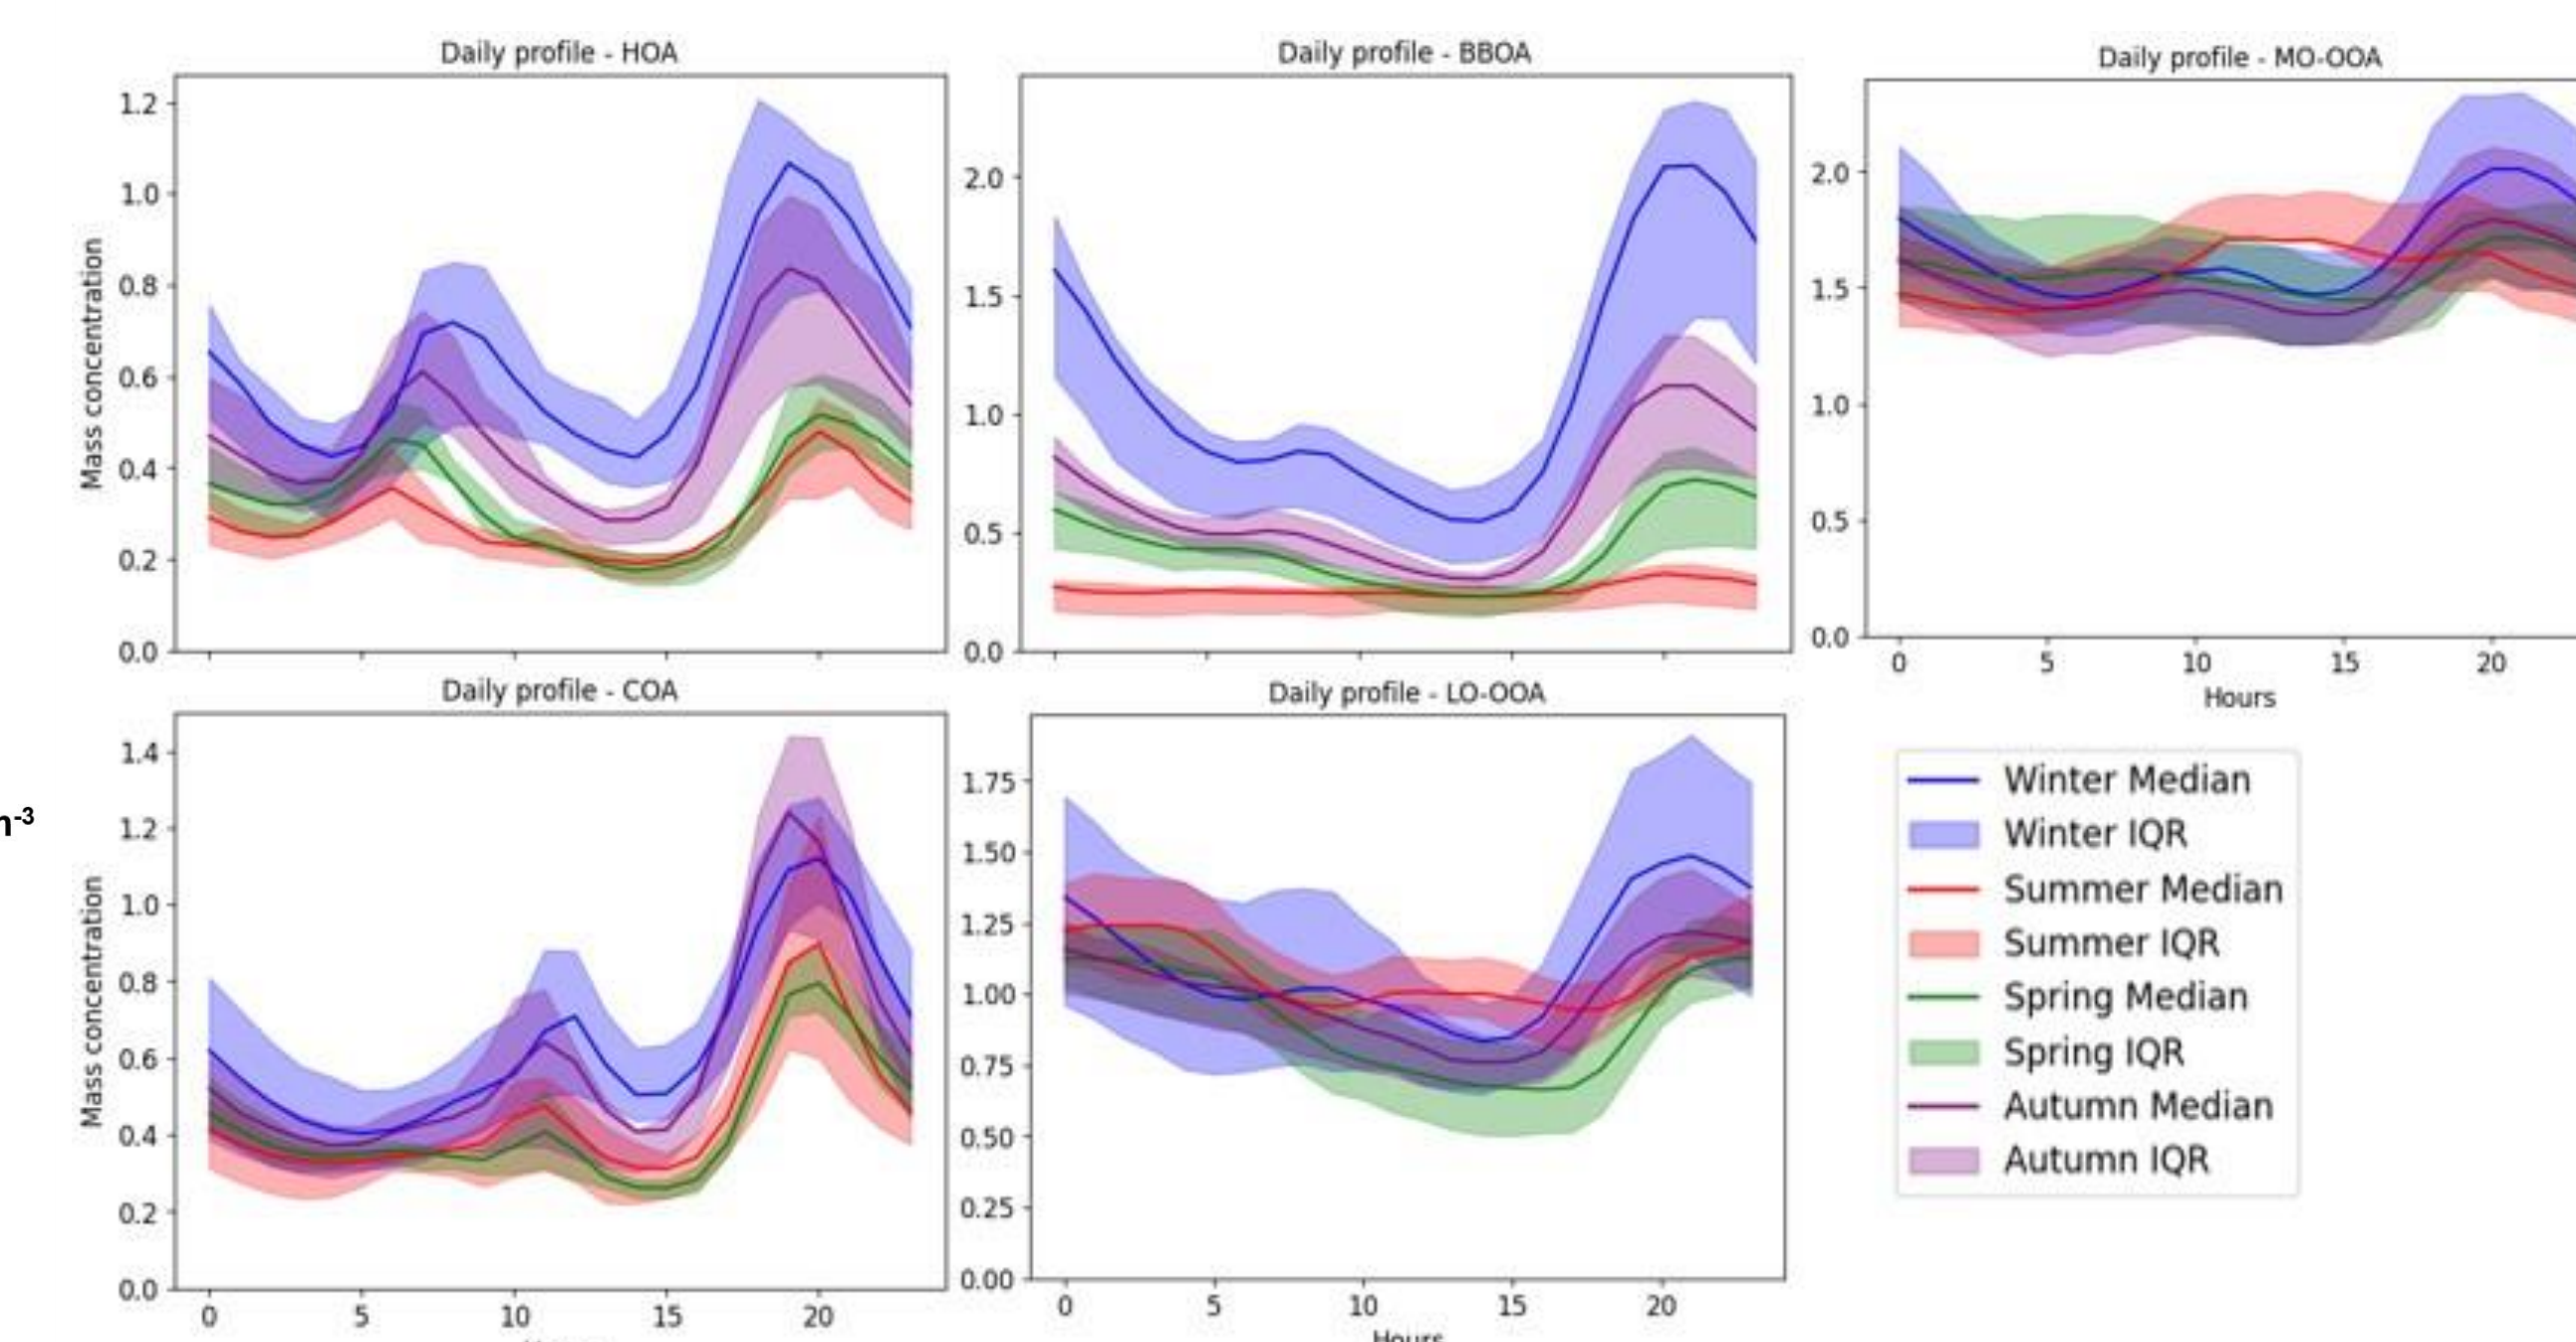 Daily profile - HOA
Mass concentration
1.2
1.0
0.8
0.6
0.4
0.2
0.0
Daily profile - BBOA
2.0
1.5
1.0
0.5
0.0
Daily profile - MO-OOA
2.0
1.5
1.0
0.5
0.0
0 5 10 15 20
Hours
Daily profile - COA
Mass concentration
1.4
1.2
1.0
0.8
0.6
0.4
0.2
0.0
0 5 10 15 20
Daily profile - LO-OOA
1.75
1.50
1.25
1.00
0.75
0.50
0.25
0.00
0 5 10 15 20
Hours
Winter Median
Winter IQR
Summer Median
Summer IQR
Spring Median
Spring IQR
Autumn Median
Autumn IQR